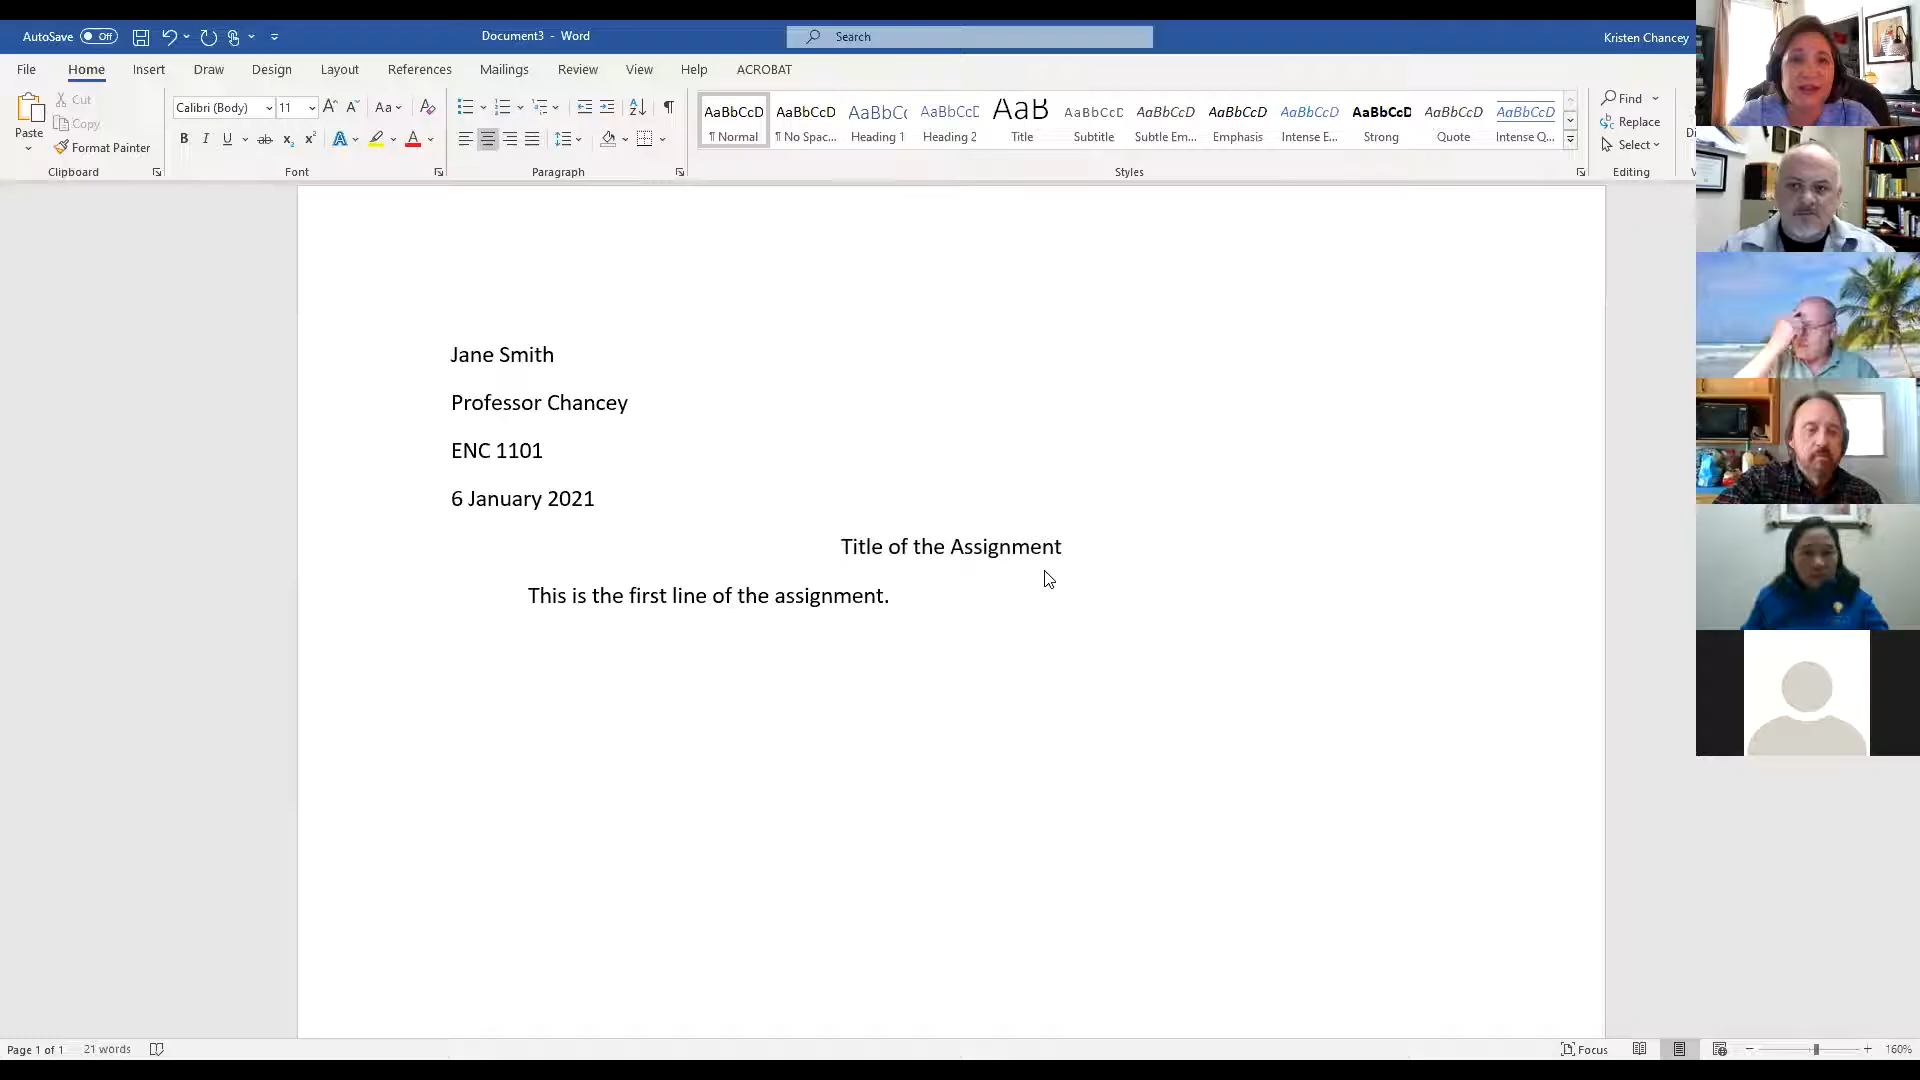 AutoSave Off
Document3 - Word
Search
Kristen Chancey
File Home Insert Draw Design Layout References Mailings Review View Help ACROBAT
Paste
Cut
Copy
Format Painter
Clipboard
Calibri (Body) 11
Font
Paragraph
AaBbCcD AaBbCcD AaBbCc AaBbCcD AaB AaBbCcD AaBbCcD AaBbCcD AaBbCcD AaBbCcD AaBbCcD AaBbCcD
¶ Normal ¶ No Spac... Heading 1 Heading 2 Title Subtitle Subtle Em... Emphasis Intense E... Strong Quote Intense Q...
Styles
Find
Replace
Select
Editing
Jane Smith
Professor Chancey
ENC 1101
6 January 2021
Title of the Assignment
This is the first line of the assignment.
Page 1 of 1 21 words
Focus
160%